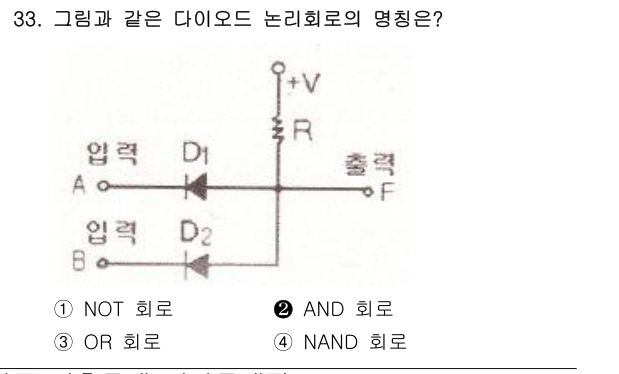 33. 그림과 같은 다이오드 논리회로의 명칭은?
+V
R
입력 D1
출력
A
F
입력 D2
B
① NOT 회로 ❷ AND 회로
③ OR 회로 ④ NAND 회로